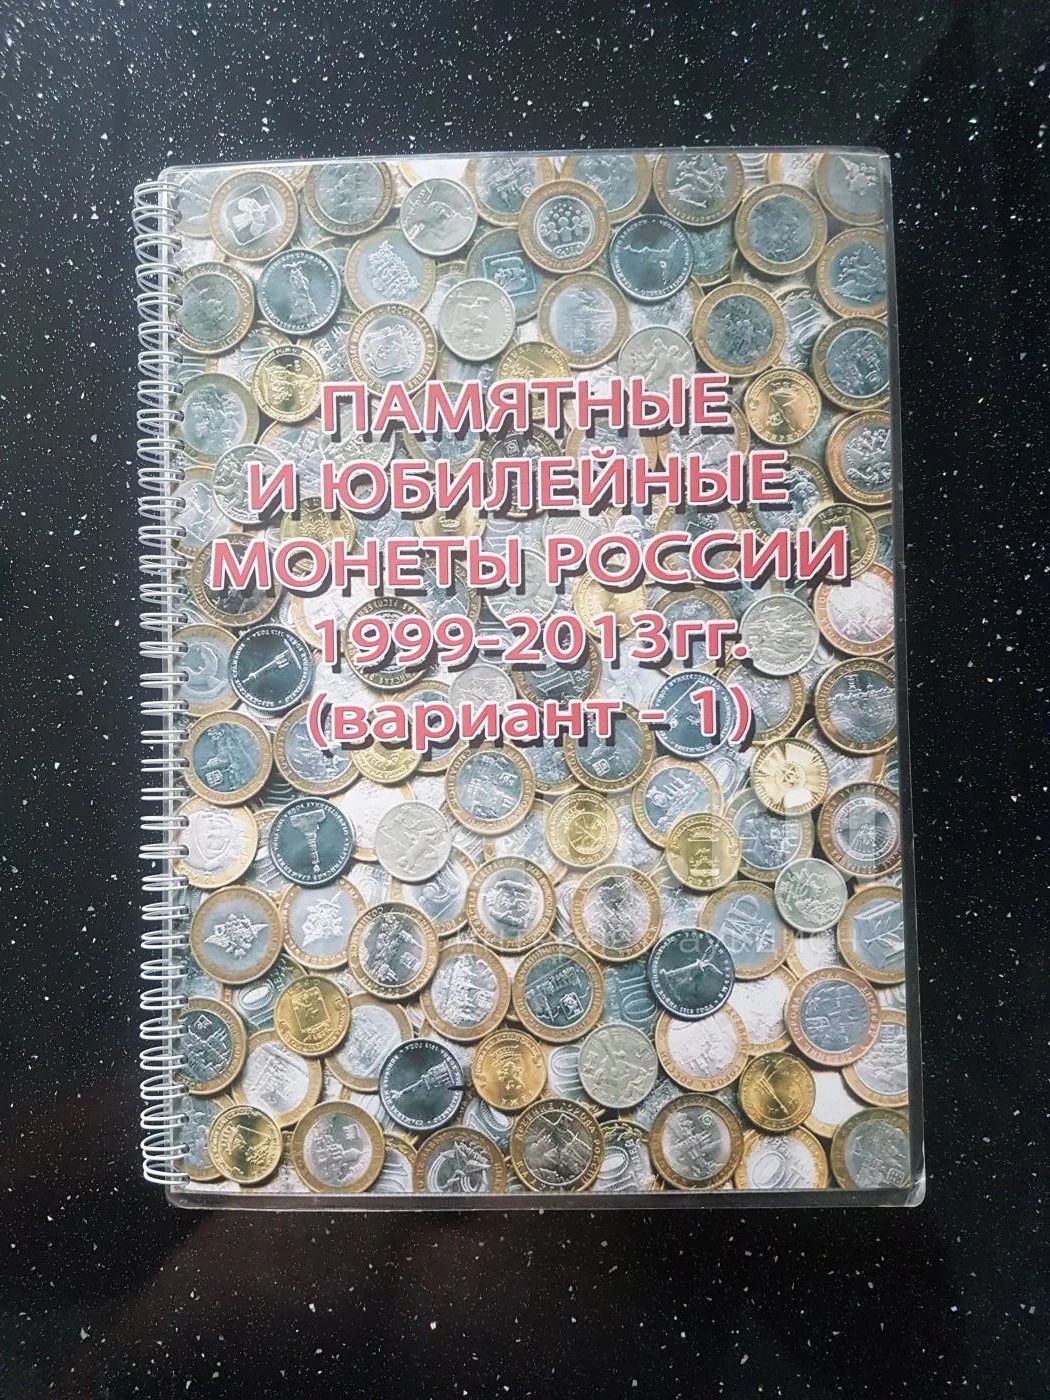 ПАМЯТНЫЕ
И ЮБИЛЕЙНЫЕ
МОНЕТЫ РОССИИ
1999-2013гг.
(вариант - 1)